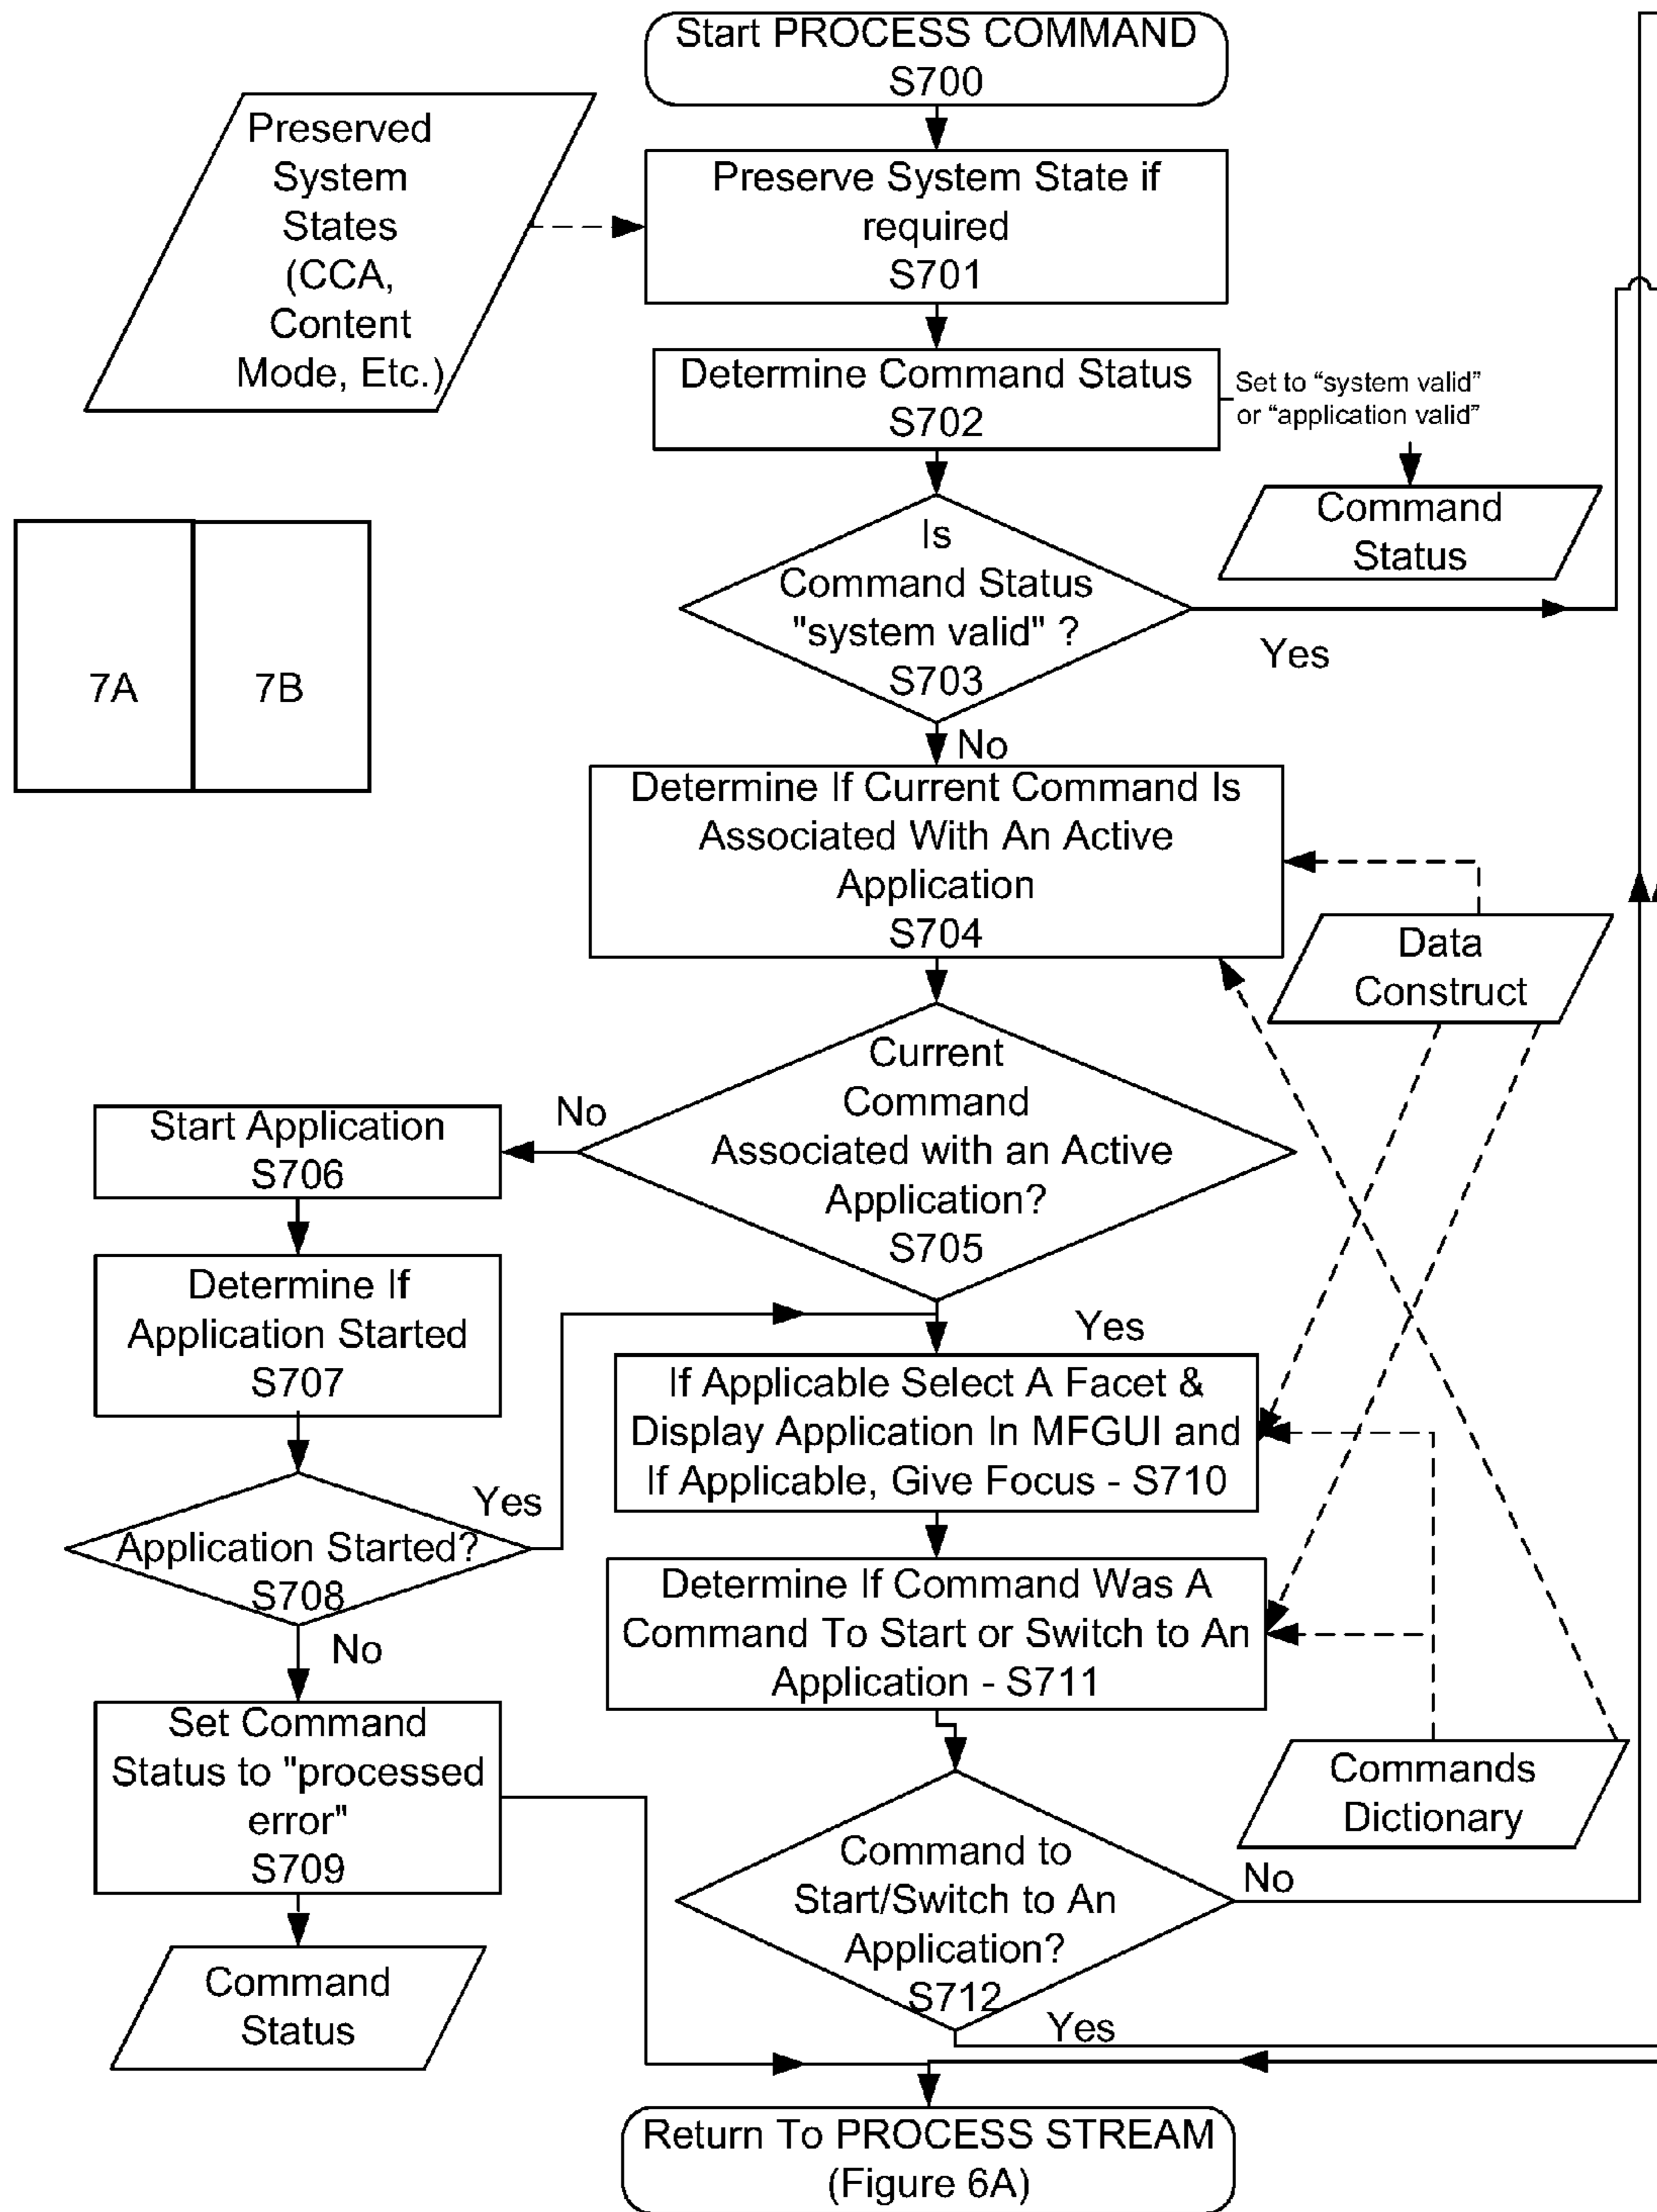 Start PROCESS COMMAND
S700
Preserved
System
States
(CCA,
Content
Mode, Etc.)
Preserve System State if
required
S701
Determine Command Status
S702
Set to “system valid”
or “application valid”
Command
Status
Is
Command Status
"system valid" ?
S703
Yes
No
7A
7B
Determine If Current Command Is
Associated With An Active
Application
S704
Data
Construct
Current
Command
Associated with an Active
Application?
S705
No
Yes
Start Application
S706
Determine If
Application Started
S707
Application Started?
S708
Yes
No
If Applicable Select A Facet &
Display Application In MFGUI and
If Applicable, Give Focus - S710
Determine If Command Was A
Command To Start or Switch to An
Application - S711
Set Command
Status to "processed
error"
S709
Command
Status
Commands
Dictionary
Command to
Start/Switch to An
Application?
S712
No
Yes
Return To PROCESS STREAM
(Figure 6A)